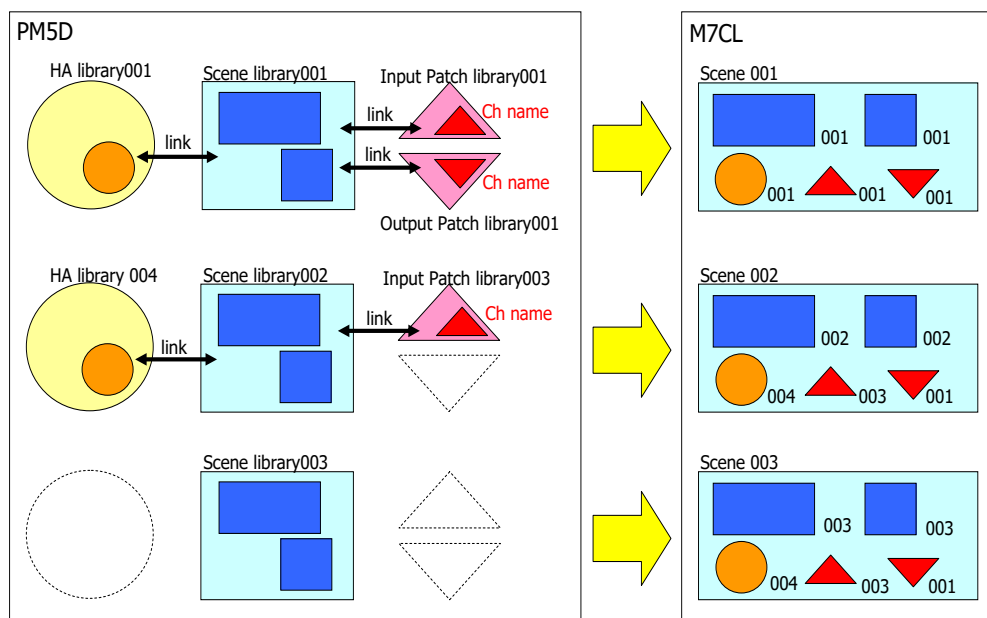 PM5D
HA library001
Scene library001
Input Patch library001
link
link
Ch name
link
Ch name
Output Patch library001
HA library 004
Scene library002
Input Patch library003
link
link
Ch name
Scene library003
M7CL
Scene 001
001
001
001
001
001
Scene 002
002
002
004
003
001
Scene 003
003
003
004
003
001